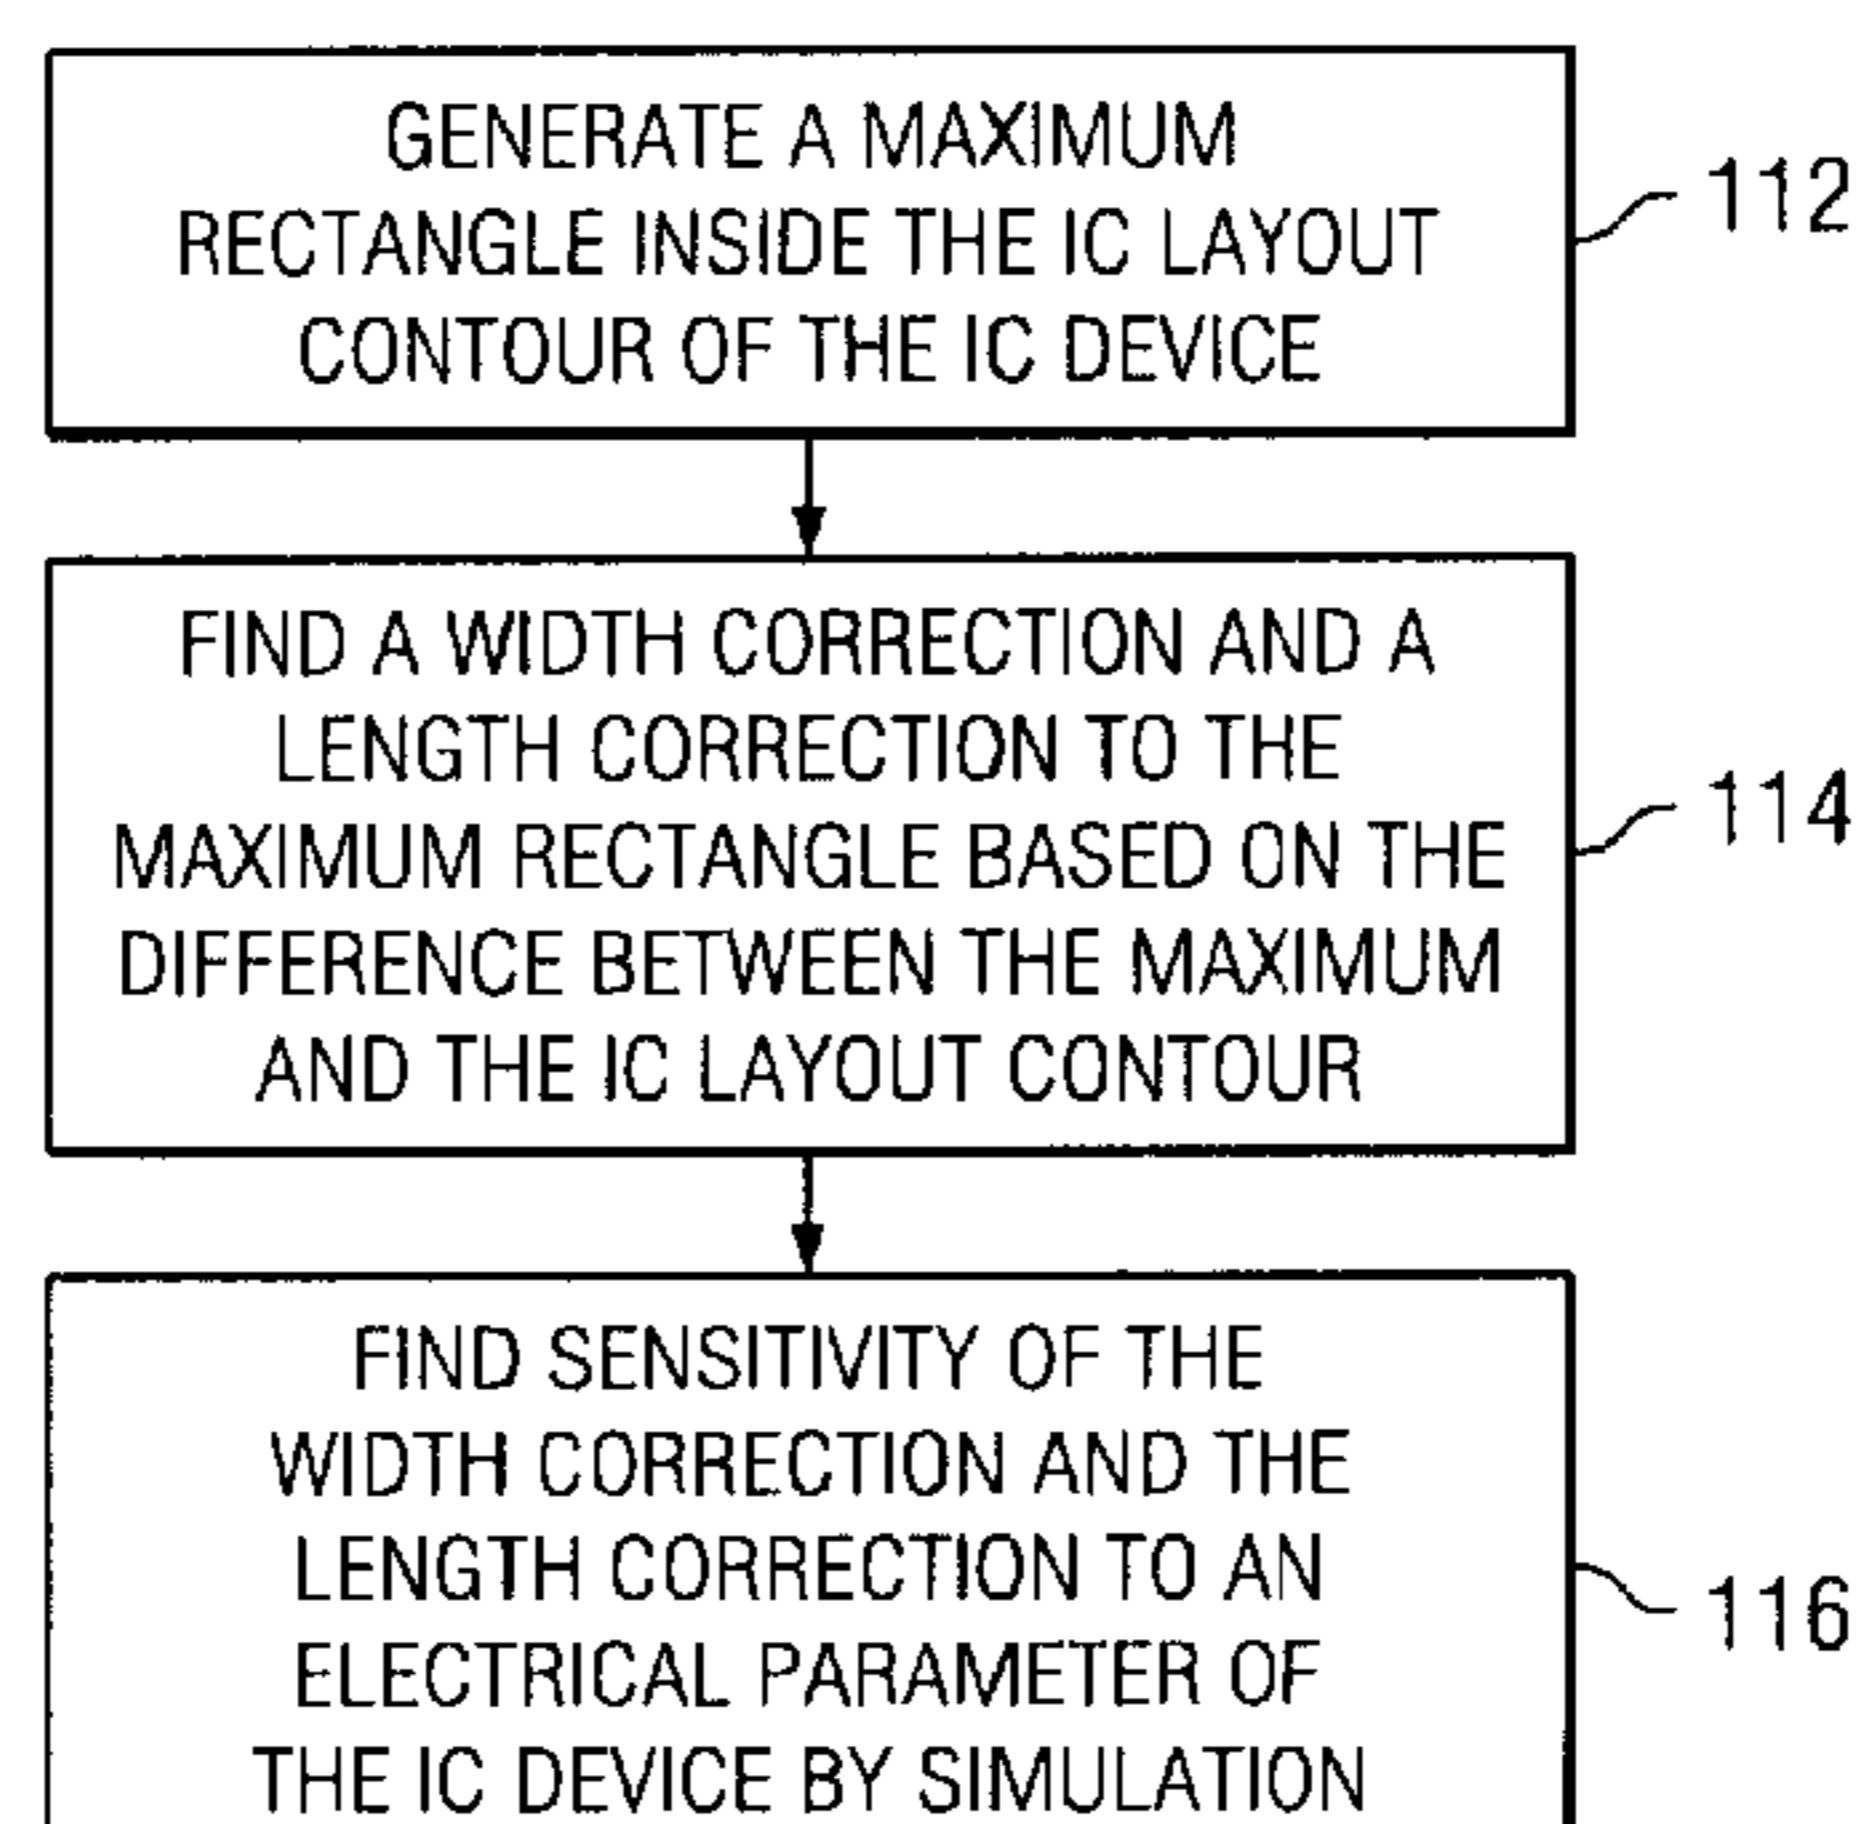 GENERATE A MAXIMUM
RECTANGLE INSIDE THE IC LAYOUT
CONTOUR OF THE IC DEVICE
112
FIND A WIDTH CORRECTION AND A
LENGTH CORRECTION TO THE
MAXIMUM RECTANGLE BASED ON THE
DIFFERENCE BETWEEN THE MAXIMUM
AND THE IC LAYOUT CONTOUR
114
FIND SENSITIVITY OF THE
WIDTH CORRECTION AND THE
LENGTH CORRECTION TO AN
ELECTRICAL PARAMETER OF
THE IC DEVICE BY SIMULATION
116